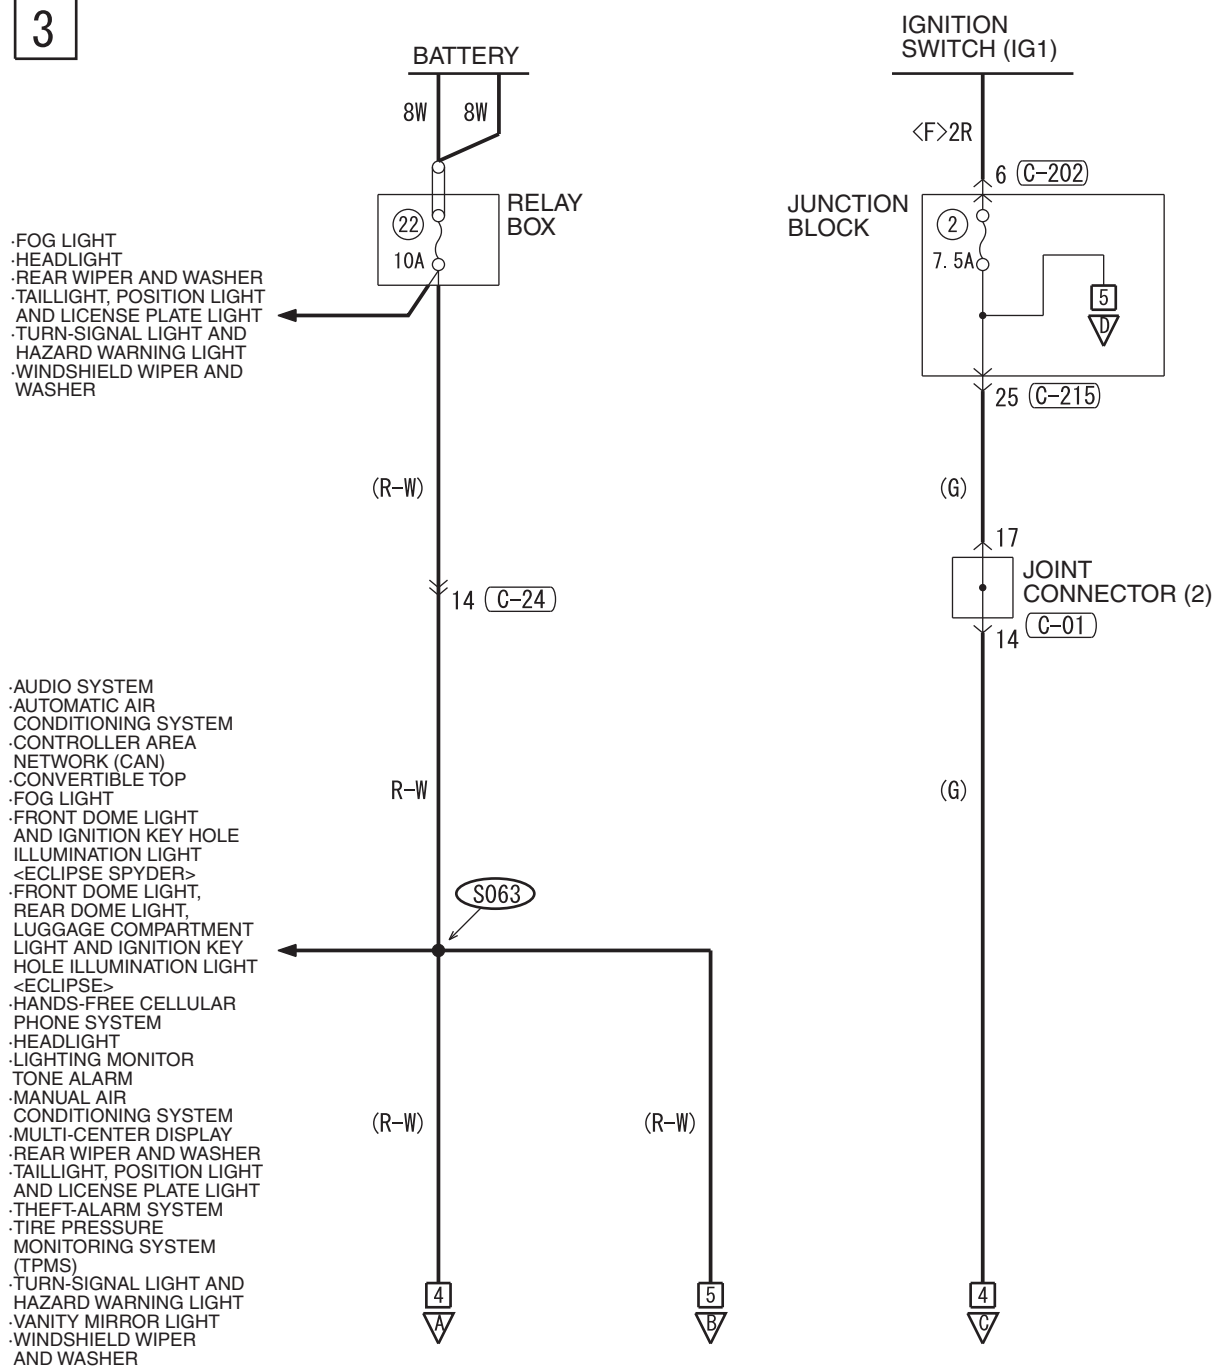 3
BATTERY
8W
8W
RELAY
BOX
22
10A
·FOG LIGHT
·HEADLIGHT
·REAR WIPER AND WASHER
·TAILLIGHT, POSITION LIGHT
AND LICENSE PLATE LIGHT
·TURN-SIGNAL LIGHT AND
HAZARD WARNING LIGHT
·WINDSHIELD WIPER AND
WASHER
(R-W)
14 C-24
R-W
S063
·AUDIO SYSTEM
·AUTOMATIC AIR
CONDITIONING SYSTEM
·CONTROLLER AREA
NETWORK (CAN)
·CONVERTIBLE TOP
·FOG LIGHT
·FRONT DOME LIGHT
AND IGNITION KEY HOLE
ILLUMINATION LIGHT
<ECLIPSE SPYDER>
·FRONT DOME LIGHT,
REAR DOME LIGHT,
LUGGAGE COMPARTMENT
LIGHT AND IGNITION KEY
HOLE ILLUMINATION LIGHT
<ECLIPSE>
·HANDS-FREE CELLULAR
PHONE SYSTEM
·HEADLIGHT
·LIGHTING MONITOR
TONE ALARM
·MANUAL AIR
CONDITIONING SYSTEM
·MULTI-CENTER DISPLAY
·REAR WIPER AND WASHER
·TAILLIGHT, POSITION LIGHT
AND LICENSE PLATE LIGHT
·THEFT-ALARM SYSTEM
·TIRE PRESSURE
MONITORING SYSTEM
(TPMS)
·TURN-SIGNAL LIGHT AND
HAZARD WARNING LIGHT
·VANITY MIRROR LIGHT
·WINDSHIELD WIPER
AND WASHER
(R-W)
(R-W)
4
A
5
B
IGNITION
SWITCH (IG1)
<F>2R
6 C-202
JUNCTION
BLOCK
2
7.5A
5
D
25 C-215
(G)
17
JOINT
CONNECTOR (2)
14 C-01
(G)
4
C